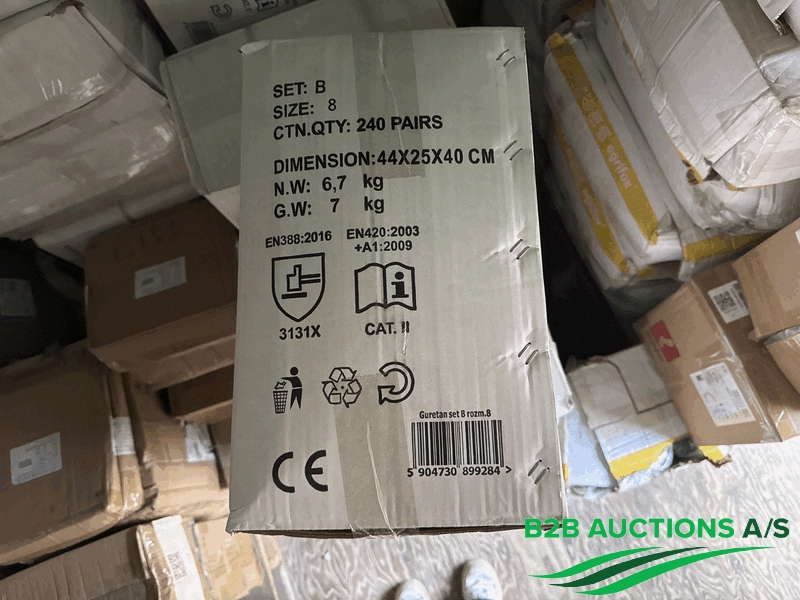 SET: B
SIZE: 8
CTN.QTY: 240 PAIRS
DIMENSION:44X25X40 CM
N.W: 6,7 kg
G.W: 7 kg
EN388:2016
EN420:2003
+A1:2009
3131X
CAT. II
Guretan set B rozm.8
5 904730 899284 >
CE
agrifox
B2B AUCTIONS A/S